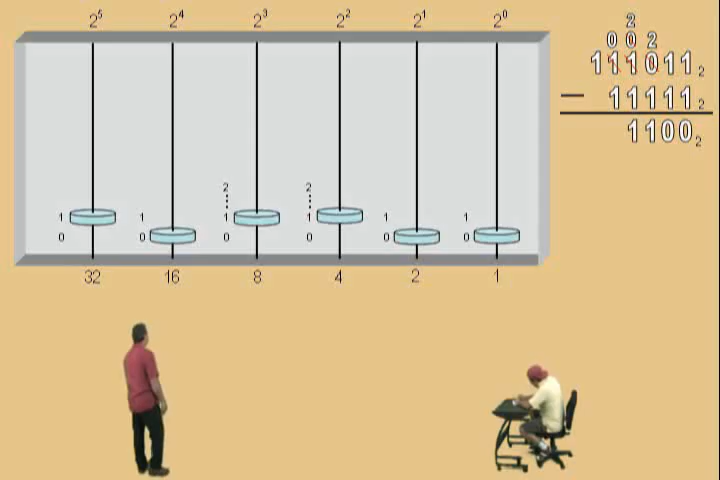 2⁵ 2⁴ 2³ 2² 2¹ 2⁰
2
0 0 2
111011₂
— 11111₂
1100₂
2 2
1 1 1 1 1 1
0 0 0 0 0 0
32 16 8 4 2 1